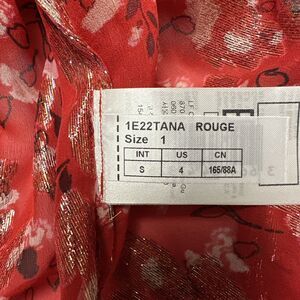 1E22TANA ROUGE
Size 1
INT US CN
S 4 165/88A